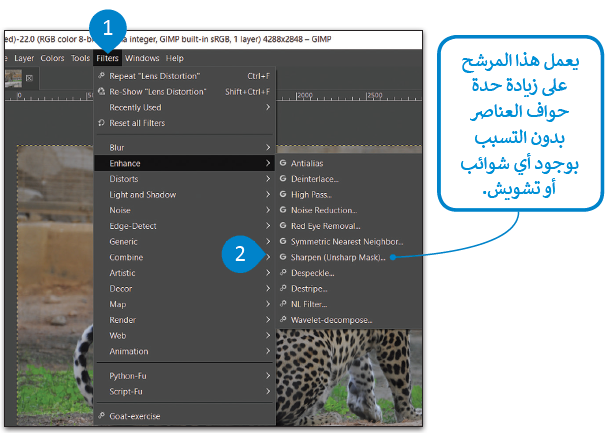 ed)-22.0 (RGB color 8-b a integer, GIMP built-in sRGB, 1 layer) 4288x2848 – GIMP
1
e Layer Colors Tools Filters Windows Help
Repeat "Lens Distortion" Ctrl+F
Re-Show "Lens Distortion" Shift+Ctrl+F
Recently Used
Reset all Filters
Blur
Enhance
Distorts
Light and Shadow
Noise
Edge-Detect
Generic
Combine
Artistic
Decor
Map
Render
Web
Animation
Python-Fu
Script-Fu
Goat-exercise
0
2000
2500
Antialias
Deinterlace...
High Pass...
Noise Reduction...
Red Eye Removal...
Symmetric Nearest Neighbor...
2
Sharpen (Unsharp Mask)...
Despeckle...
Destripe...
NL Filter...
Wavelet-decompose...
يعمل هذا المرشح
على زيادة حدة
حواف العناصر
بدون التسبب
بوجود أي شوائب
أو تشويش.